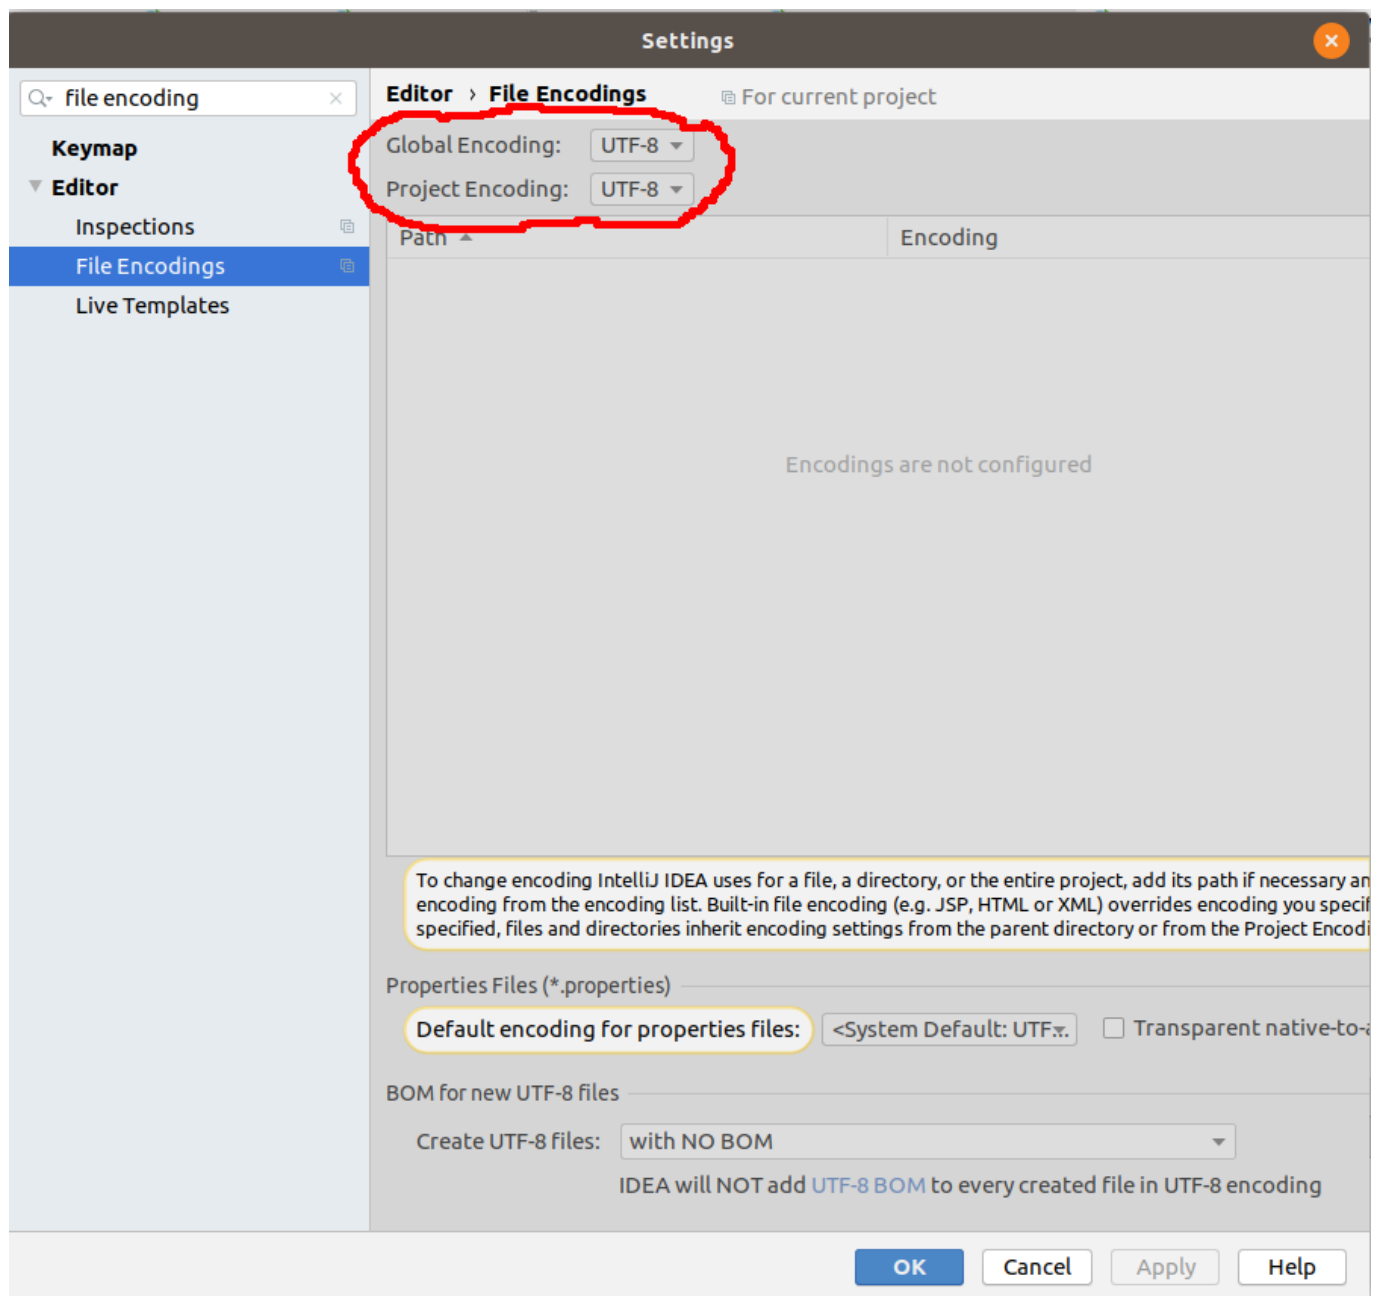 Settings
file encoding
Keymap
Editor
Inspections
File Encodings
Live Templates
Editor › File Encodings
For current project
Global Encoding: UTF-8
Project Encoding: UTF-8
Path Encoding
Encodings are not configured
To change encoding IntelliJ IDEA uses for a file, a directory, or the entire project, add its path if necessary an
encoding from the encoding list. Built-in file encoding (e.g. JSP, HTML or XML) overrides encoding you specif
specified, files and directories inherit encoding settings from the parent directory or from the Project Encodi
Properties Files (*.properties)
Default encoding for properties files: <System Default: UTF... Transparent native-to-a
BOM for new UTF-8 files
Create UTF-8 files: with NO BOM
IDEA will NOT add UTF-8 BOM to every created file in UTF-8 encoding
OK Cancel Apply Help